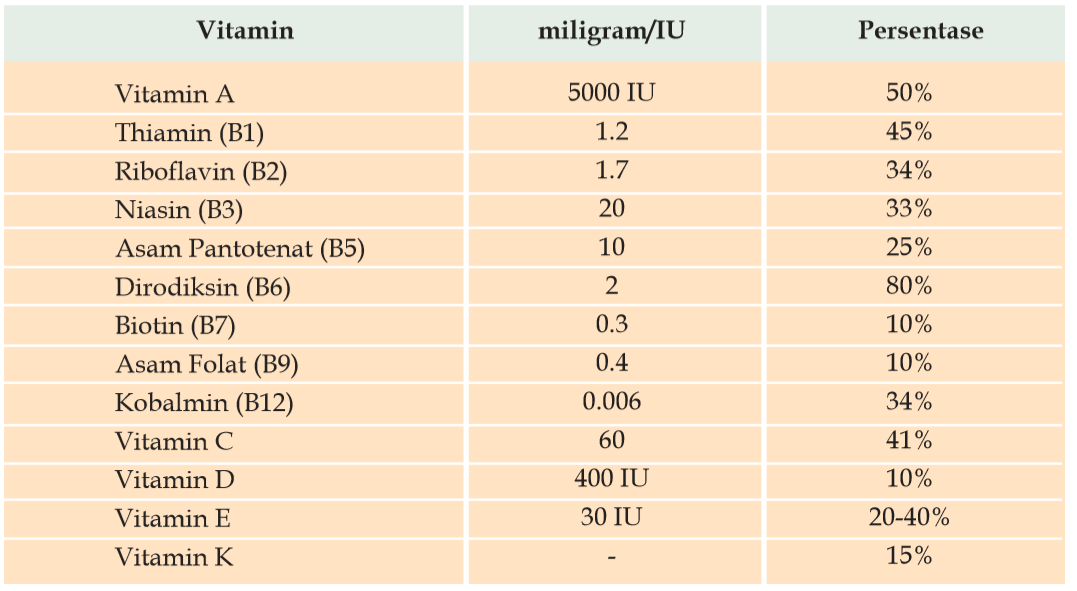 Vitamin miligram/IU Persentase
Vitamin A 5000 IU 50%
Thiamin (B1) 1.2 45%
Riboflavin (B2) 1.7 34%
Niasin (B3) 20 33%
Asam Pantotenat (B5) 10 25%
Dirodiksin (B6) 2 80%
Biotin (B7) 0.3 10%
Asam Folat (B9) 0.4 10%
Kobalmin (B12) 0.006 34%
Vitamin C 60 41%
Vitamin D 400 IU 10%
Vitamin E 30 IU 20-40%
Vitamin K - 15%